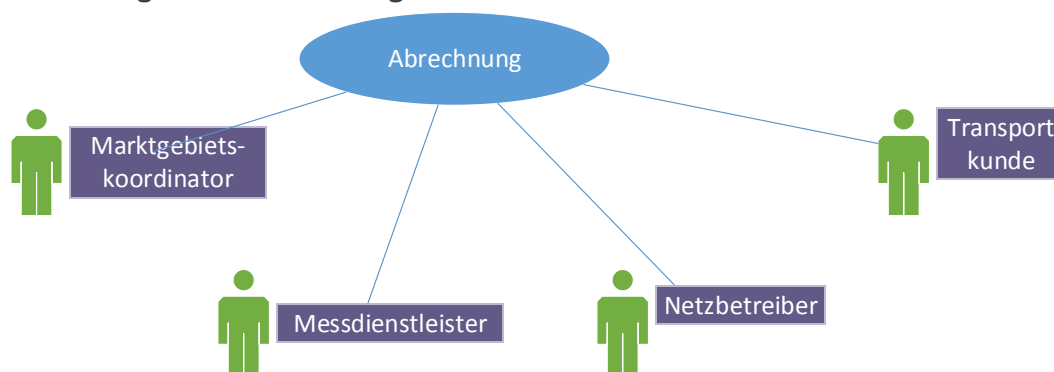 Abrechnung
Marktgebiets-
koordinator
Transport
kunde
Messdienstleister
Netzbetreiber